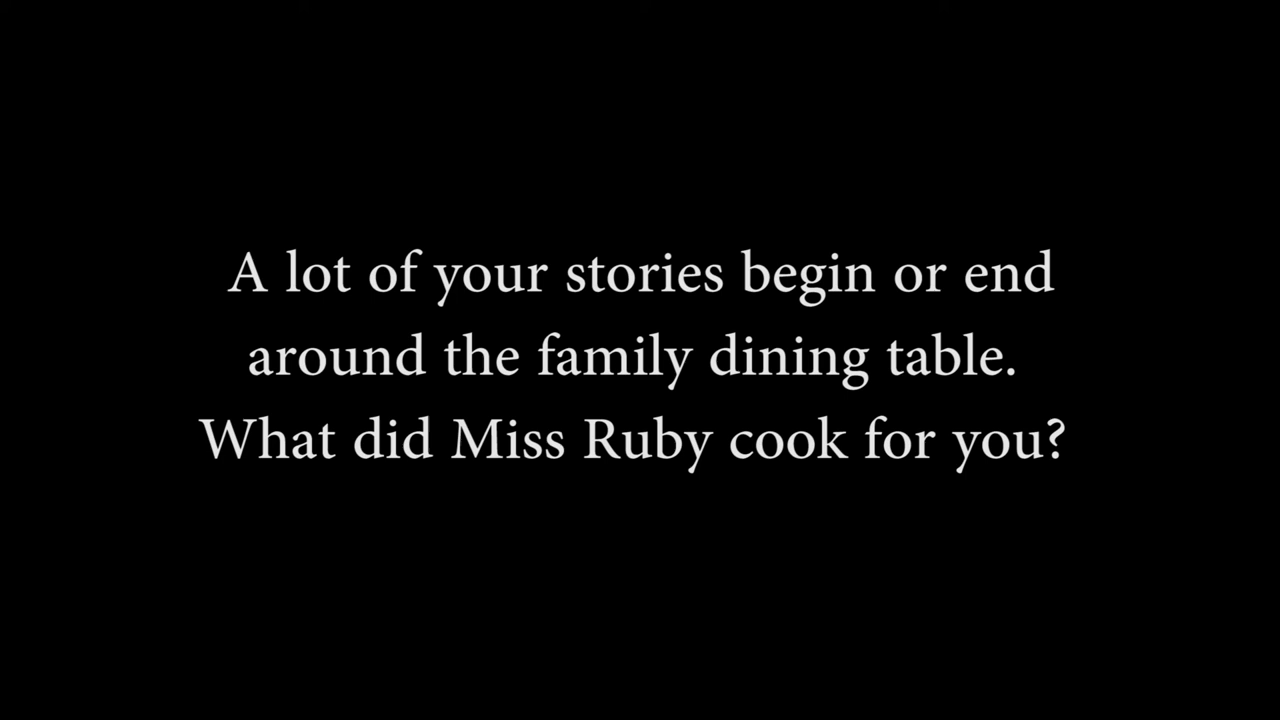 A lot of your stories begin or end
around the family dining table.
What did Miss Ruby cook for you?